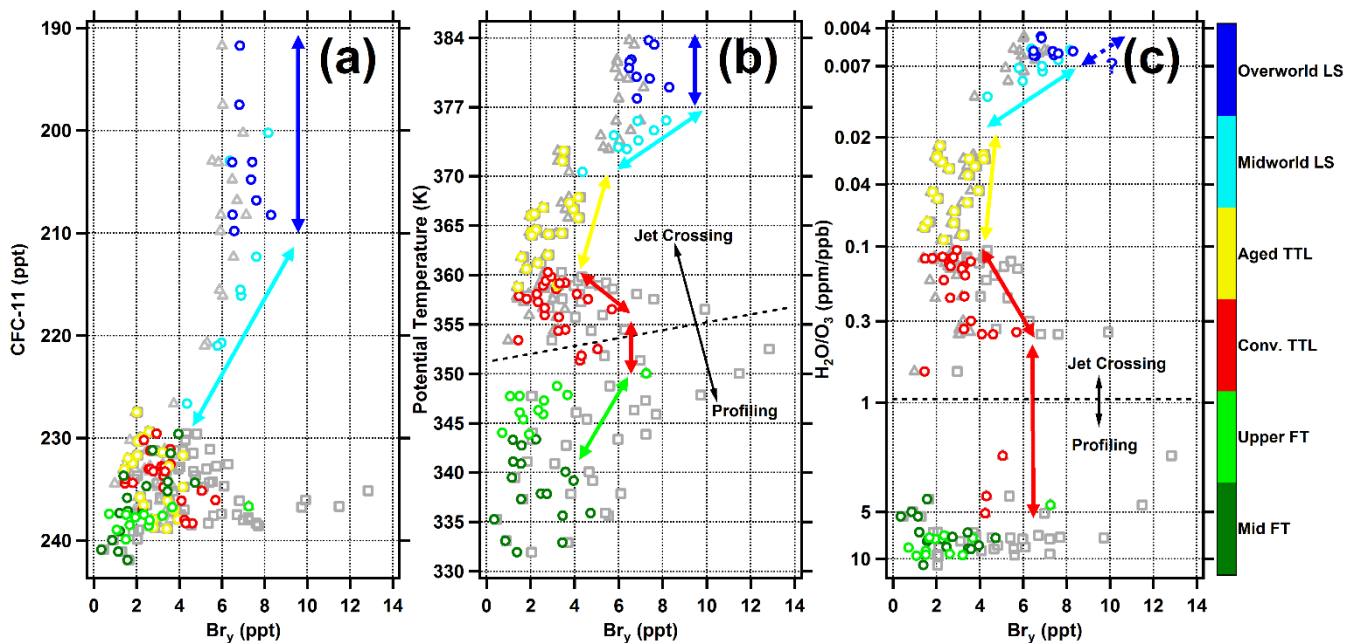 (a)
190
200
210
220
230
240
CFC-11 (ppt)
0 2 4 6 8 10 12 14
Br_y (ppt)
(b)
384
377
370
365
360
355
350
345
340
335
330
Potential Temperature (K)
Jet Crossing
Profiling
0 2 4 6 8 10 12 14
Br_y (ppt)
(c)
0.004
0.007
0.02
0.04
0.1
0.3
1
5
10
H₂O/O₃ (ppm/ppb)
?
Jet Crossing
Profiling
0 2 4 6 8 10 12 14
Br_y (ppt)
Overworld LS
Midworld LS
Aged TTL
Conv. TTL
Upper FT
Mid FT